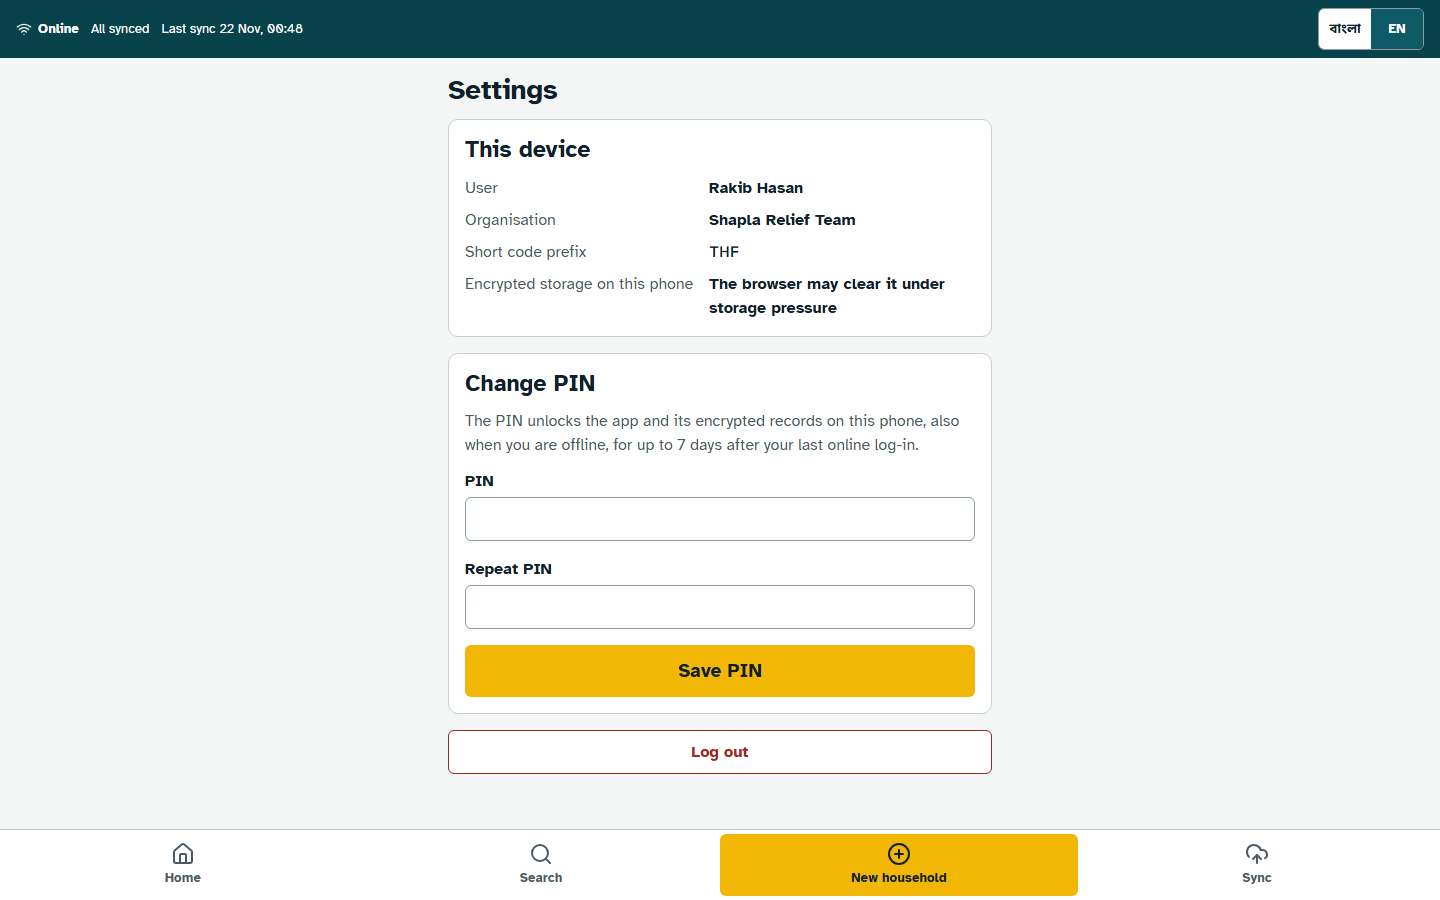 Online All synced Last sync 22 Nov, 00:48
বাংলা EN
Settings
This device
User Rakib Hasan
Organisation Shapla Relief Team
Short code prefix THF
Encrypted storage on this phone The browser may clear it under
storage pressure
Change PIN
The PIN unlocks the app and its encrypted records on this phone, also
when you are offline, for up to 7 days after your last online log-in.
PIN
Repeat PIN
Save PIN
Log out
Home Search New household Sync